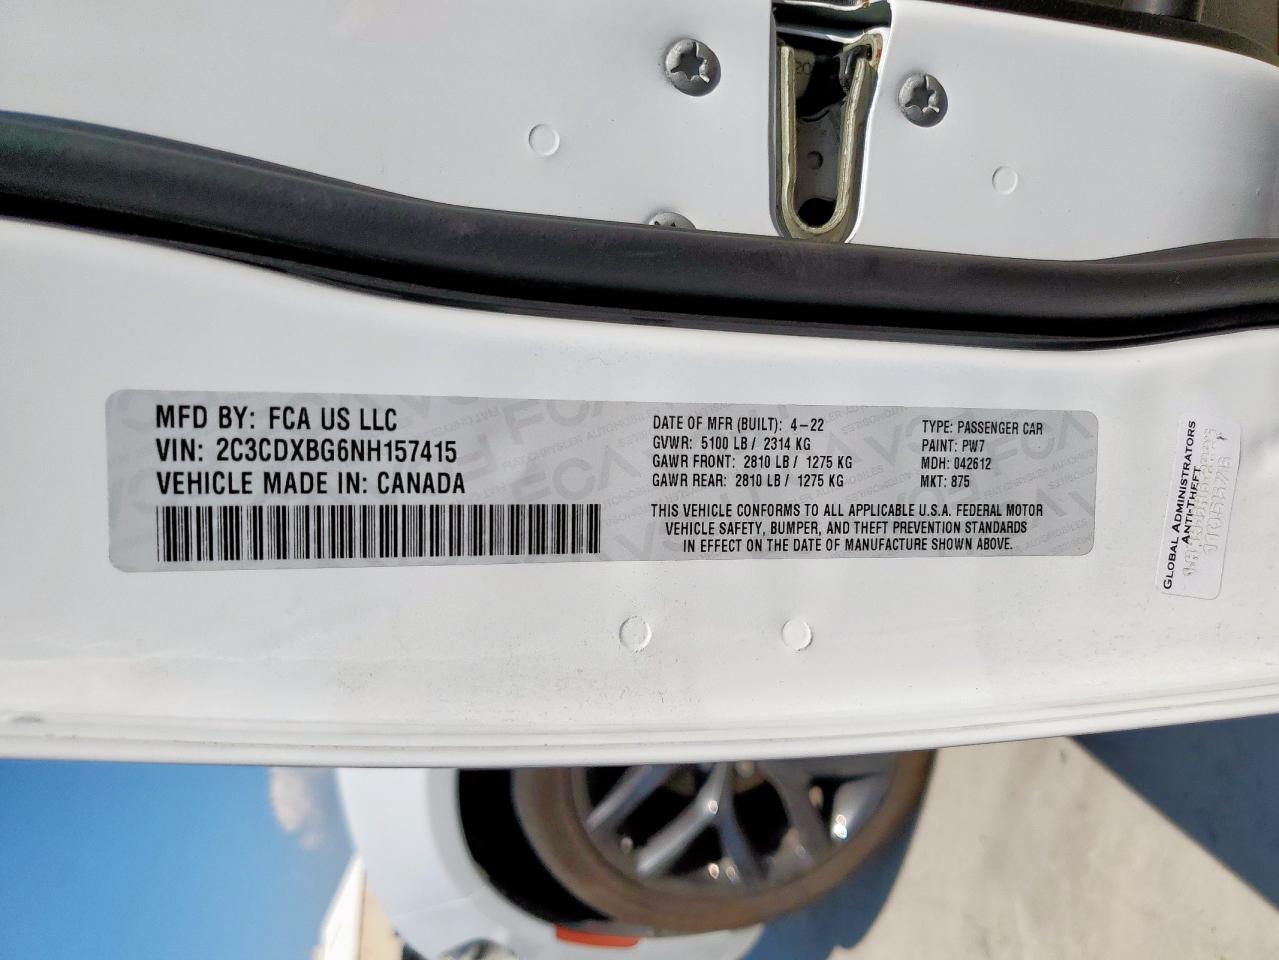 MFD BY: FCA US LLC
VIN: 2C3CDXBG6NH157415
VEHICLE MADE IN: CANADA
DATE OF MFR (BUILT): 4-22
GVWR: 5100 LB / 2314 KG
GAWR FRONT: 2810 LB / 1275 KG
GAWR REAR: 2810 LB / 1275 KG
TYPE: PASSENGER CAR
PAINT: PW7
MDH: 042612
MKT: 875
THIS VEHICLE CONFORMS TO ALL APPLICABLE U.S.A. FEDERAL MOTOR
VEHICLE SAFETY, BUMPER, AND THEFT PREVENTION STANDARDS
IN EFFECT ON THE DATE OF MANUFACTURE SHOWN ABOVE.
GLOBAL ADMINISTRATORS
ANTI-THEFT